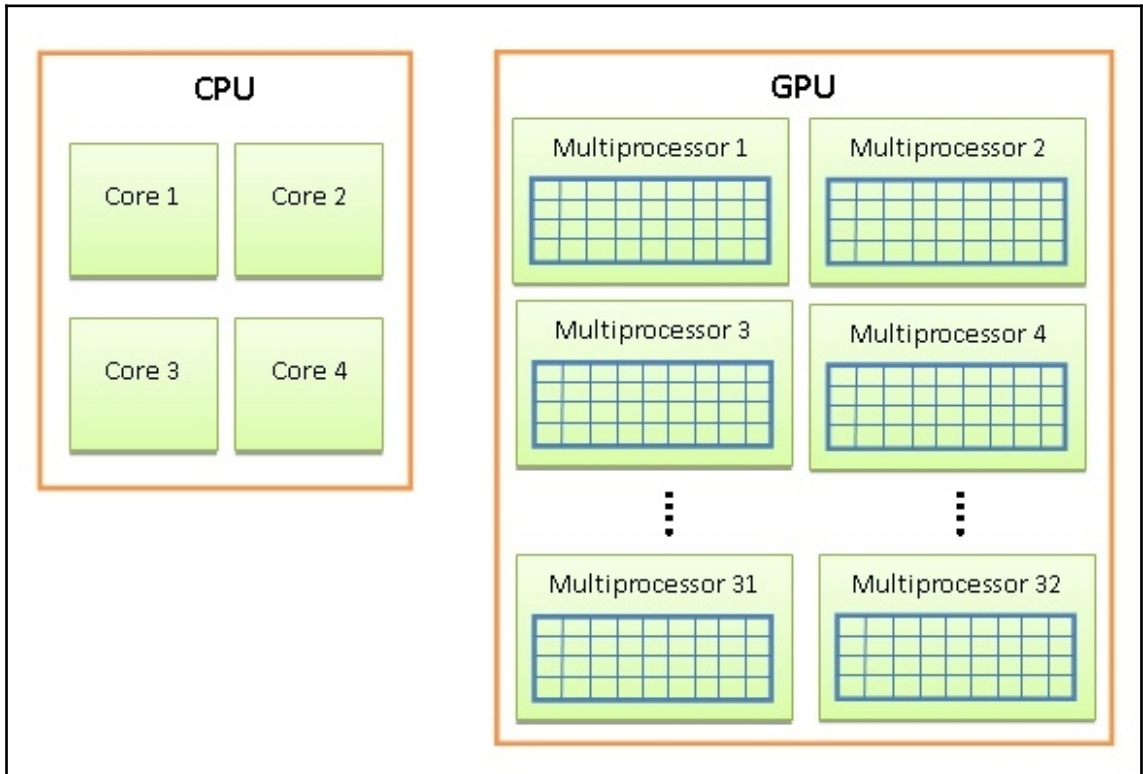 CPU
Core 1
Core 2
Core 3
Core 4
GPU
Multiprocessor 1
Multiprocessor 2
Multiprocessor 3
Multiprocessor 4
Multiprocessor 31
Multiprocessor 32